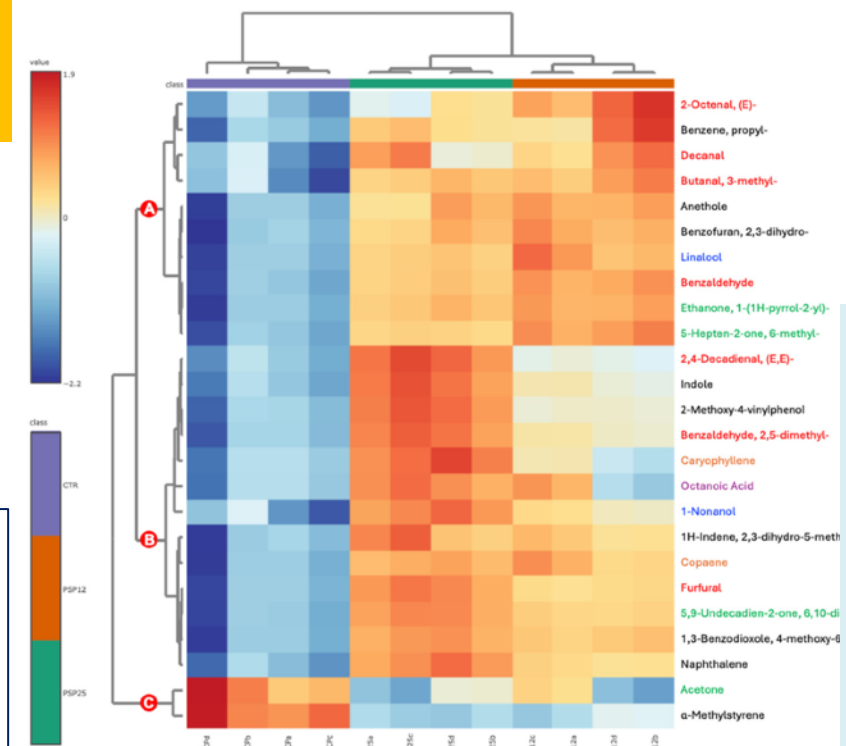 value
1.9
0
−2.2
class
CTR
PSP12
PSP25
class
A
B
C
2-Octenal, (E)-
Benzene, propyl-
Decanal
Butanal, 3-methyl-
Anethole
Benzofuran, 2,3-dihydro-
Linalool
Benzaldehyde
Ethanone, 1-(1H-pyrrol-2-yl)-
5-Hepten-2-one, 6-methyl-
2,4-Decadienal, (E,E)-
Indole
2-Methoxy-4-vinylphenol
Benzaldehyde, 2,5-dimethyl-
Caryophyllene
Octanoic Acid
1-Nonanol
1H-Indene, 2,3-dihydro-5-meth
Copaene
Furfural
5,9-Undecadien-2-one, 6,10-di
1,3-Benzodioxole, 4-methoxy-6
Naphthalene
Acetone
α-Methylstyrene